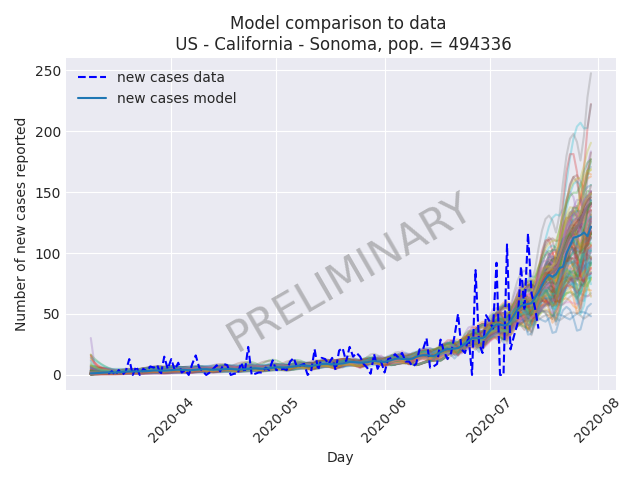 Model comparison to data
US - California - Sonoma, pop. = 494336
new cases data
new cases model
250
200
150
100
50
0
Number of new cases reported
PRELIMINARY
2020-04
2020-05
2020-06
2020-07
2020-08
Day